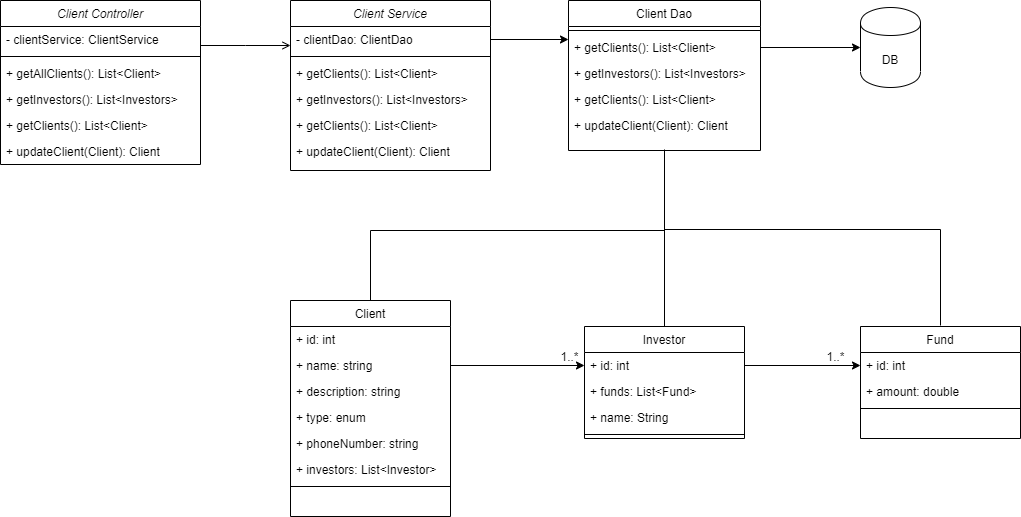 Client Controller
- clientService: ClientService
+ getAllClients(): List<Client>
+ getInvestors(): List<Investors>
+ getClients(): List<Client>
+ updateClient(Client): Client
Client Service
- clientDao: ClientDao
+ getClients(): List<Client>
+ getInvestors(): List<Investors>
+ getClients(): List<Client>
+ updateClient(Client): Client
Client Dao
+ getClients(): List<Client>
+ getInvestors(): List<Investors>
+ getClients(): List<Client>
+ updateClient(Client): Client
DB
Client
+ id: int
+ name: string
+ description: string
+ type: enum
+ phoneNumber: string
+ investors: List<Investor>
1..*
Investor
+ id: int
+ funds: List<Fund>
+ name: String
1..*
Fund
+ id: int
+ amount: double